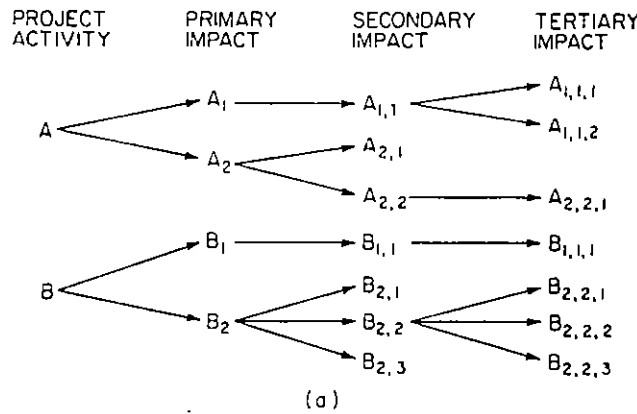 PROJECT ACTIVITY PRIMARY IMPACT SECONDARY IMPACT TERTIARY IMPACT
A₁,₁,₁
A₁ A₁,₁
A₁,₁,₂
A
A₂,₁
A₂
A₂,₂ A₂,₂,₁
B₁ B₁,₁ B₁,₁,₁
B₂,₁ B₂,₂,₁
B
B₂ B₂,₂ B₂,₂,₂
B₂,₃ B₂,₂,₃
(a)